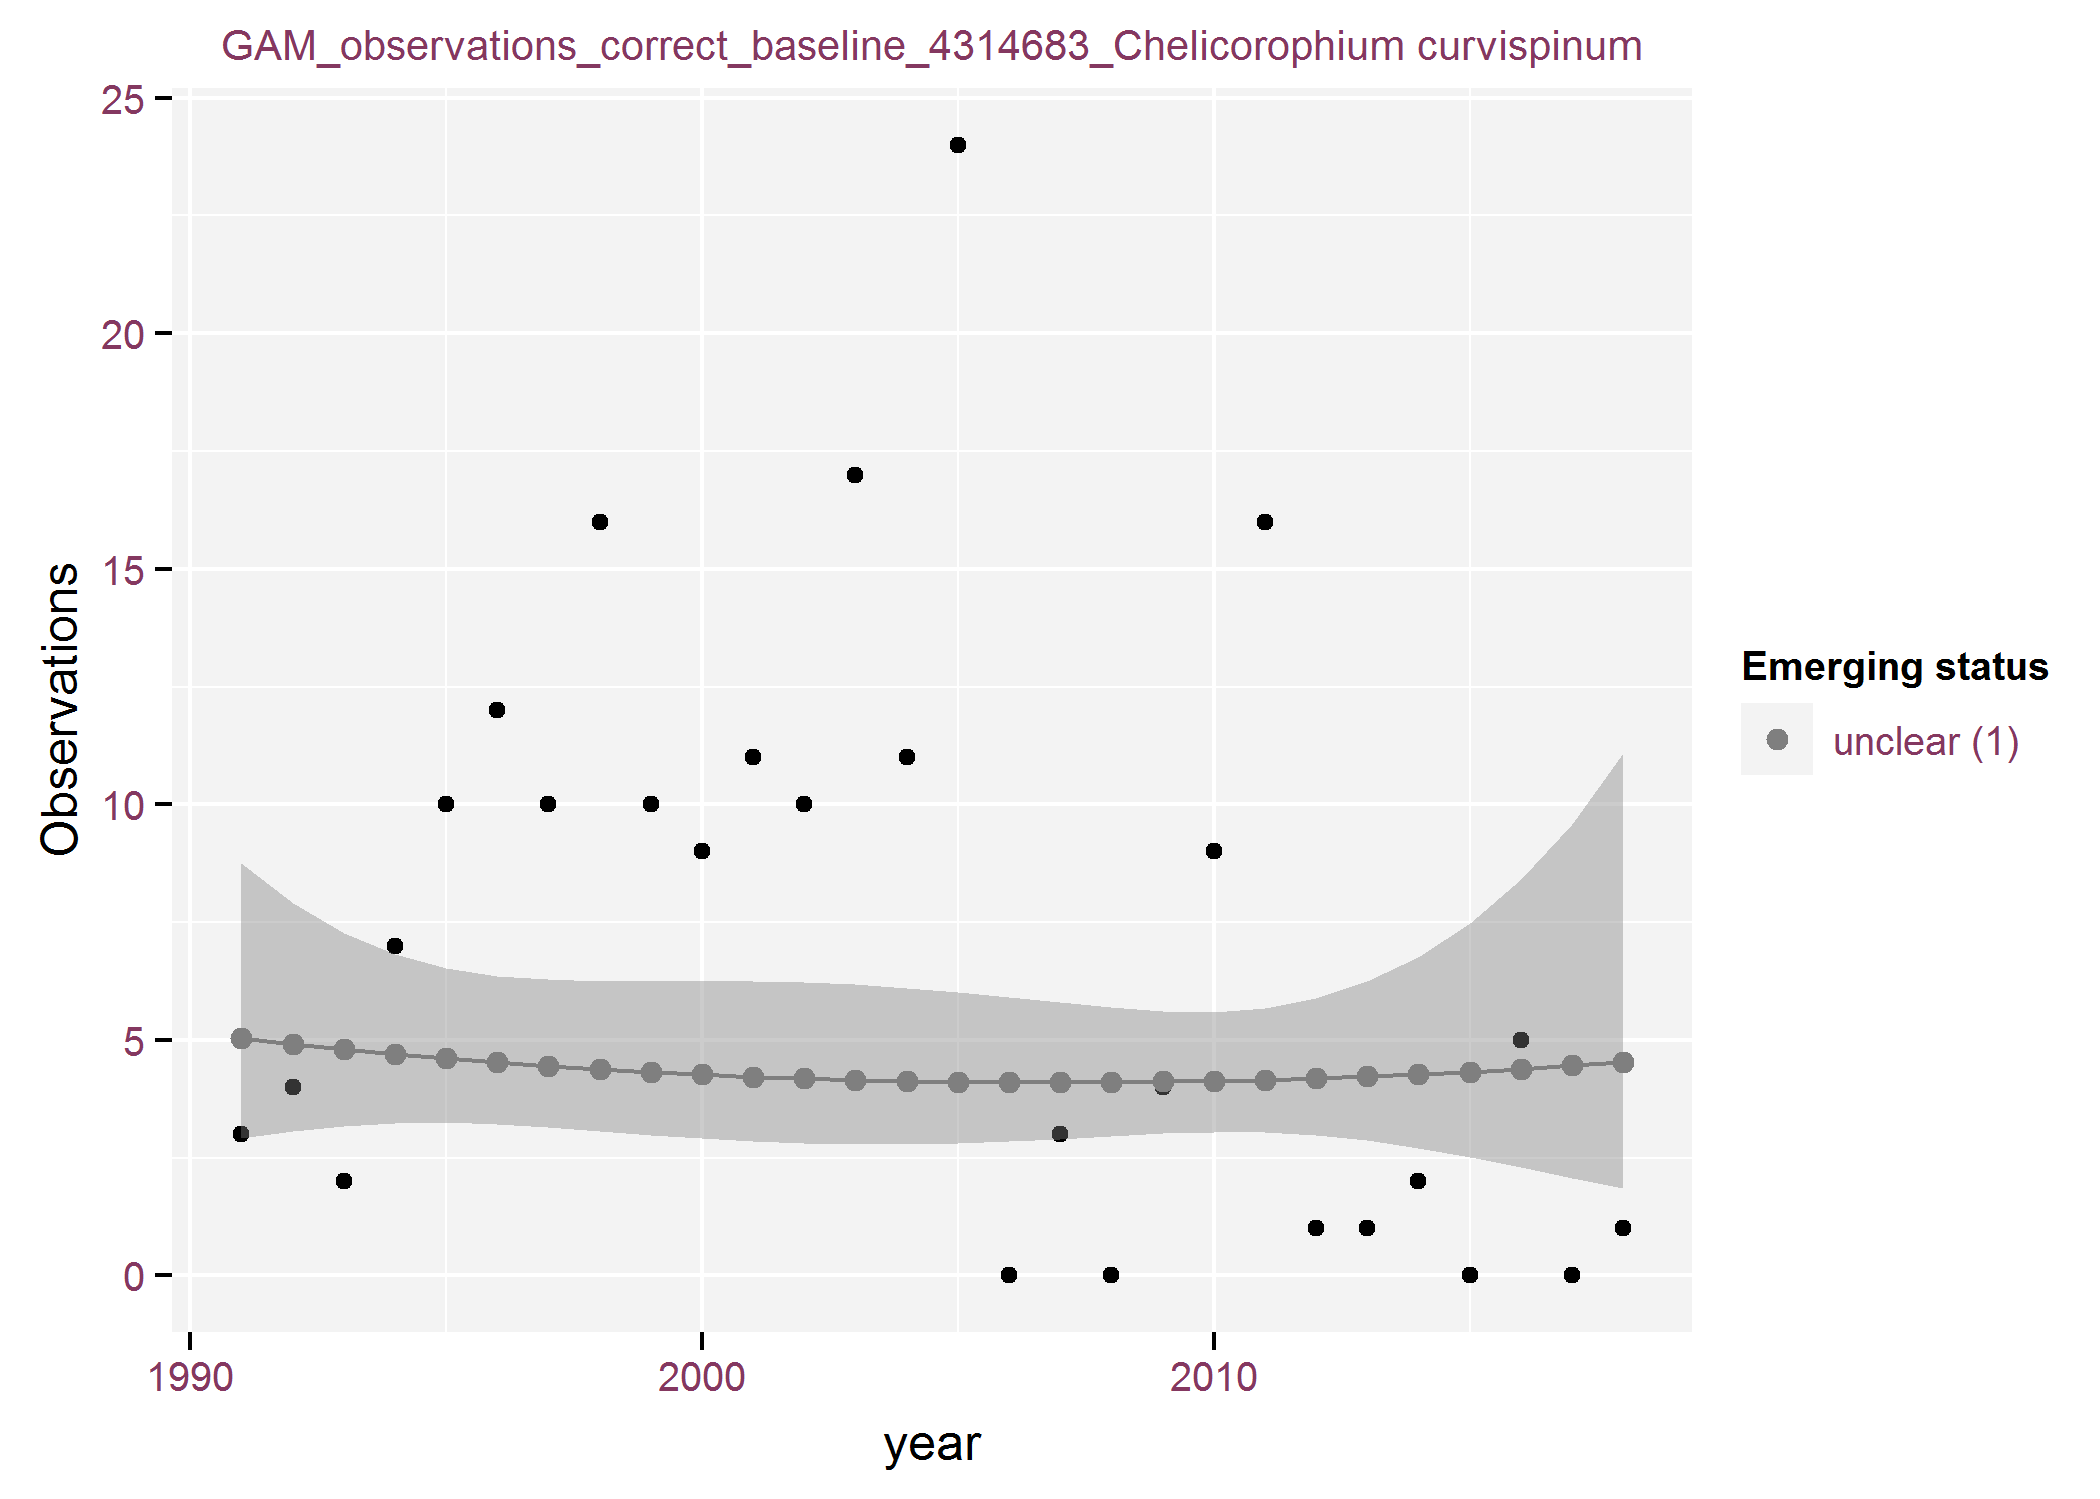 GAM_observations_correct_baseline_4314683_Chelicorophium curvispinum
25
20
15
10
5
0
Observations
1990
2000
2010
year
Emerging status
unclear (1)